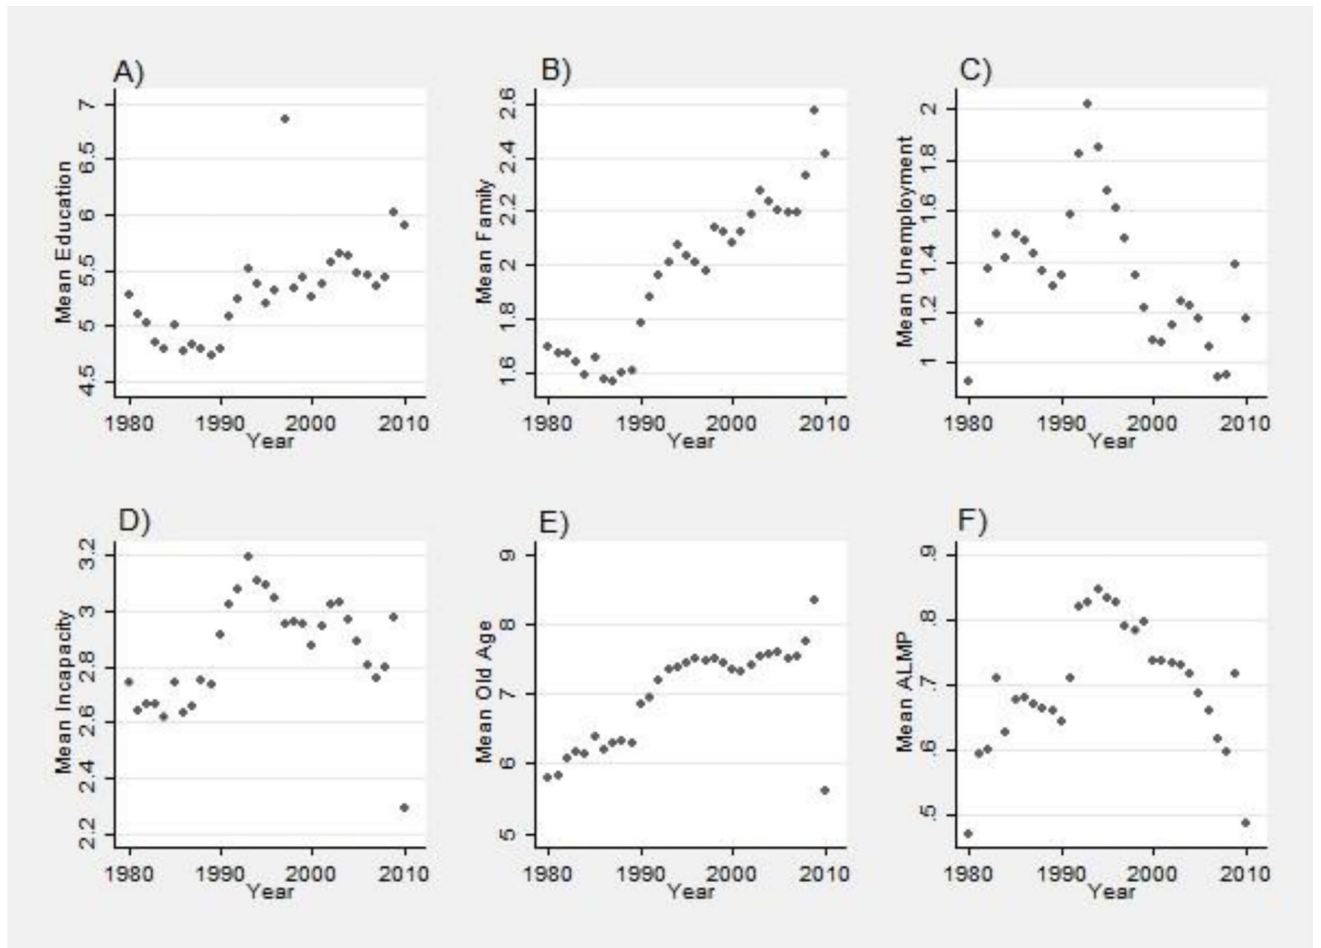 A)
7
6.5
6
5.5
5
4.5
Mean Education
1980 1990 2000 2010
Year
B)
2.6
2.4
2.2
2
1.8
1.6
Mean Family
1980 1990 2000 2010
Year
C)
2
1.8
1.6
1.4
1.2
1
Mean Unemployment
1980 1990 2000 2010
Year
D)
3.2
3
2.8
2.6
2.4
2.2
Mean Incapacity
1980 1990 2000 2010
Year
E)
9
8
7
6
5
Mean Old Age
1980 1990 2000 2010
Year
F)
.9
.8
.7
.6
.5
Mean ALMP
1980 1990 2000 2010
Year